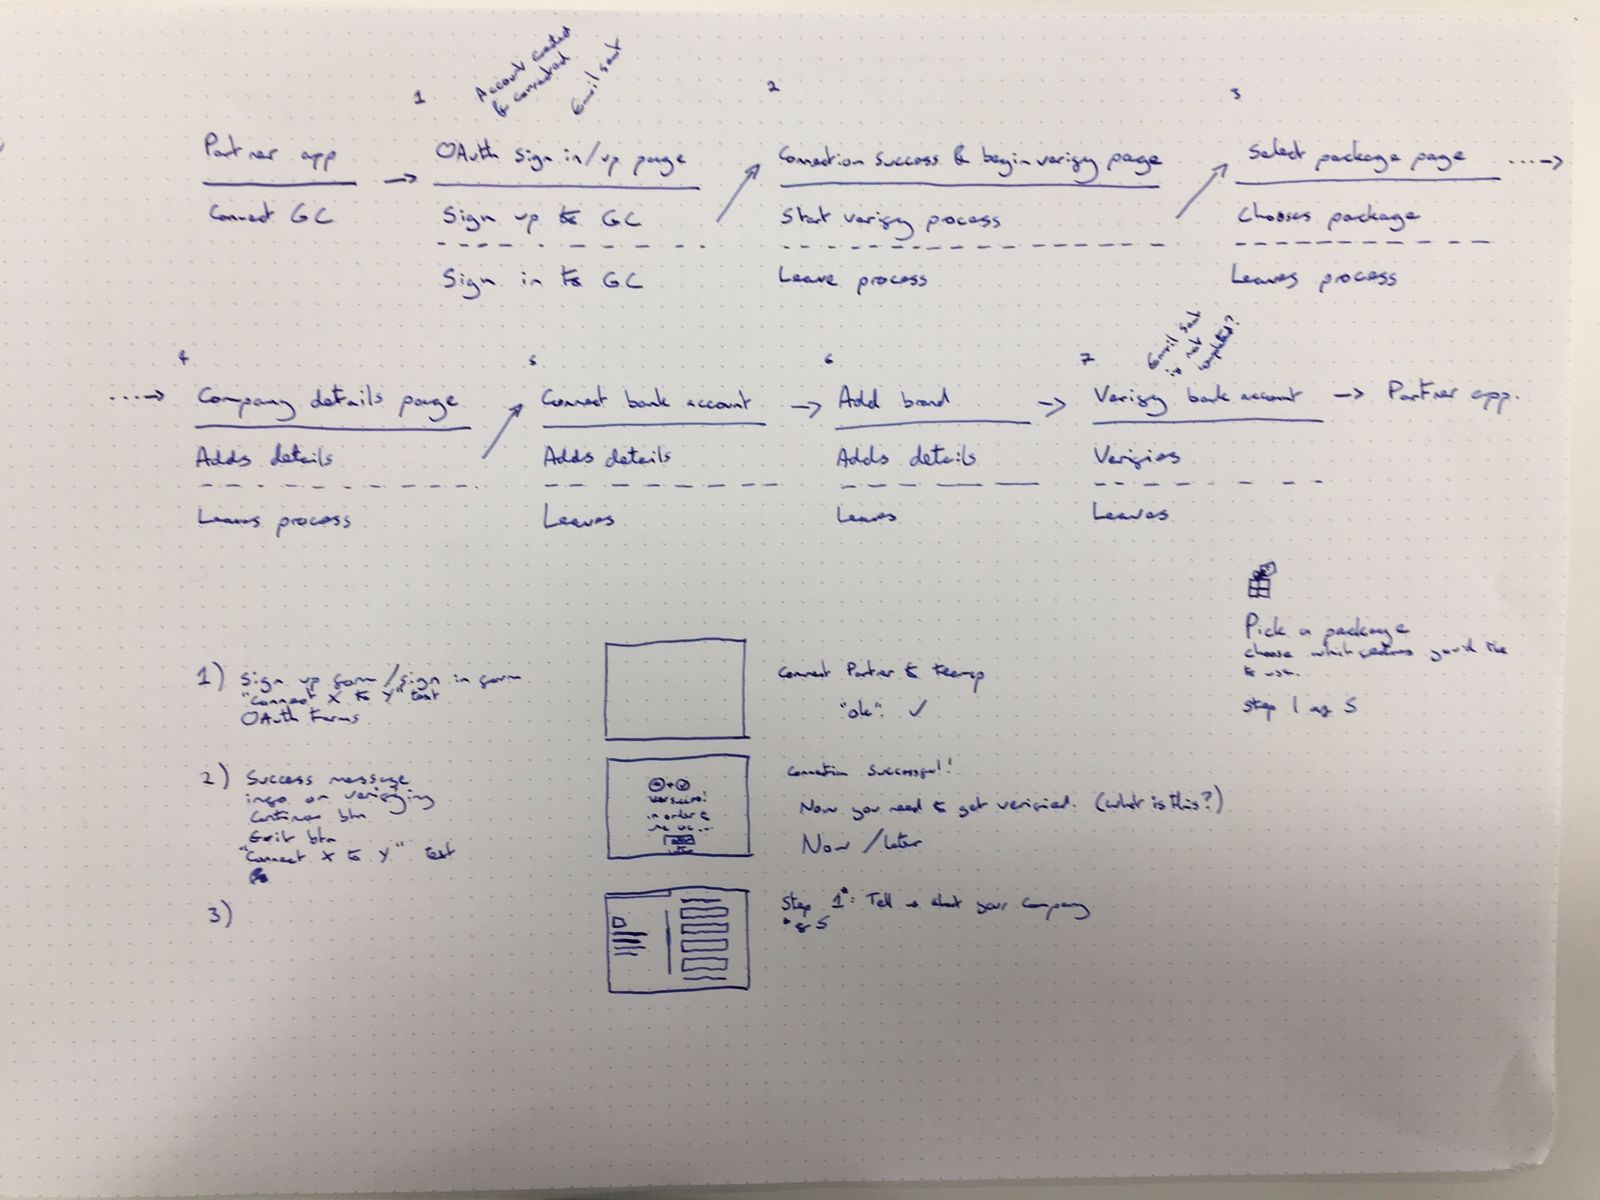 1
Account created
& connected
Email sent
2
3
Partner app
OAuth sign in/up page
Connection success & begin verify page
Select package page
Connect GC
Sign up to GC
Start verify process
Chooses package
Sign in to GC
Leave process
Leaves process
4
5
6
7
Email sent
is not
completed?
Company details page
Connect bank account
Add brand
Verify bank account
Partner app.
Adds details
Adds details
Adds details
Verifies
Leaves process
Leaves
Leaves
Leaves
Pick a package
choose which features you'd like
to use.
Step 1 of 5
1) Sign up form/sign in form
"Connect X to Y" text
OAuth Forms
Connect Partner to
"ok". ✓
2) Success message
info on verifying
Continue btn
Exit btn
"Connect X to Y" text
in order to
Connection Successful!
Now you need to get verified. (what is this?)
Now /later
3)
Step 1*: Tell us about your company
* of 5